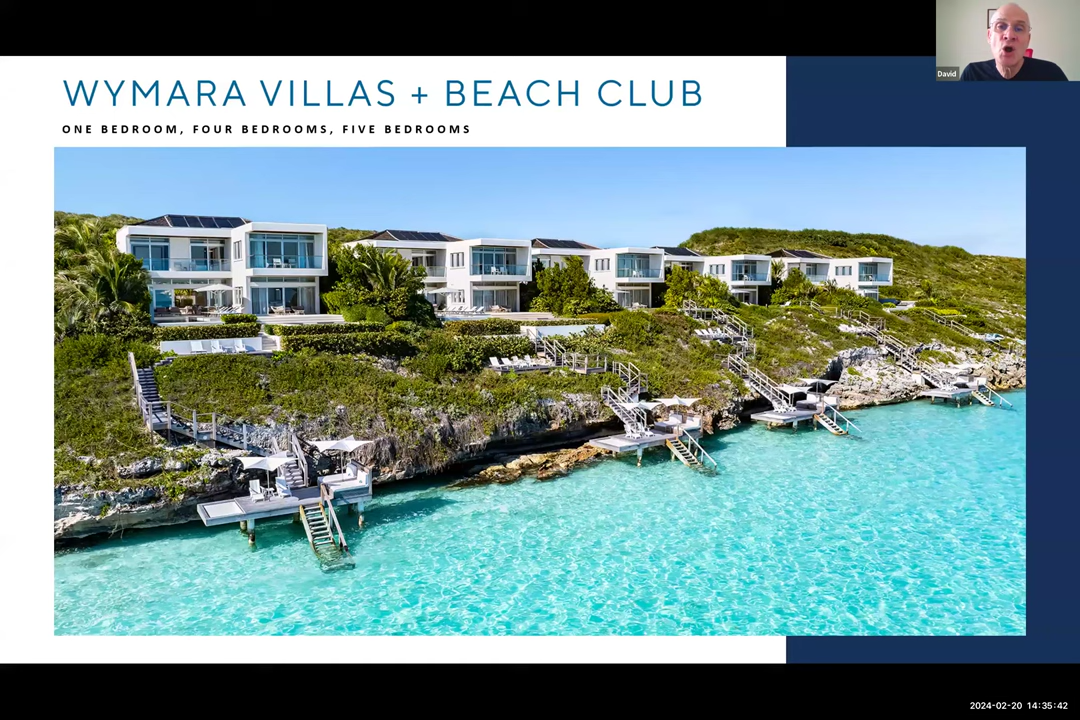 David
WYMARA VILLAS + BEACH CLUB
ONE BEDROOM, FOUR BEDROOMS, FIVE BEDROOMS
2024-02-20 14:35:42